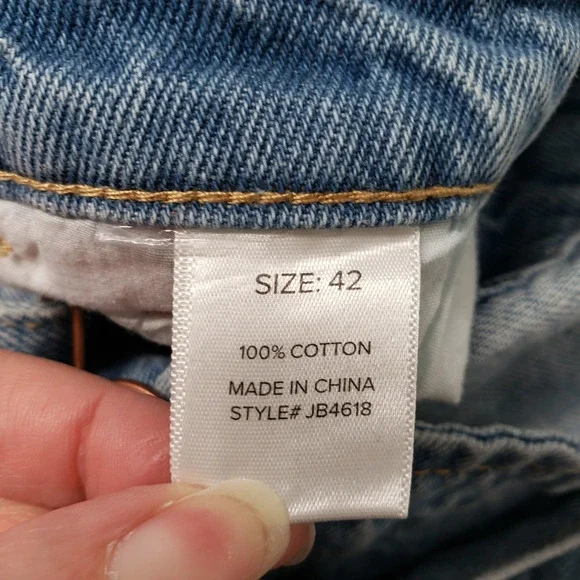 SIZE: 42
100% COTTON
MADE IN CHINA
STYLE# JB4618